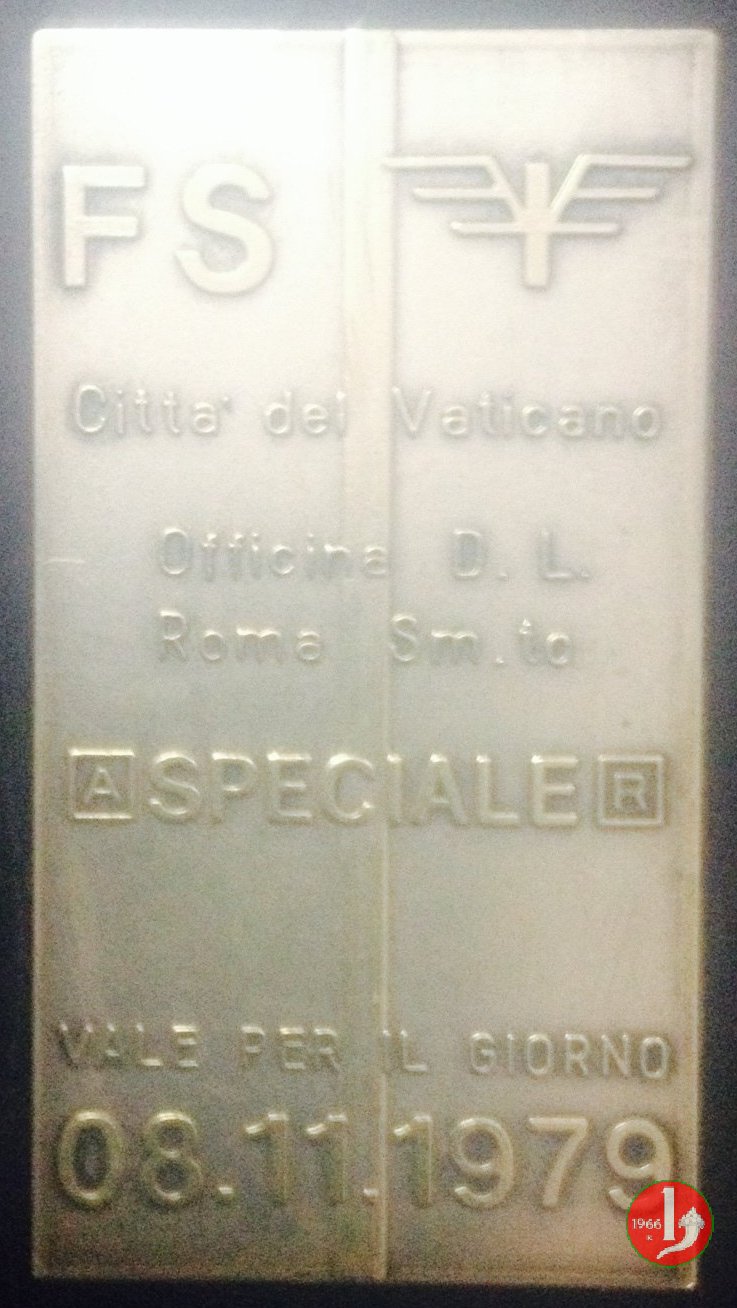 FS
Citta' del Vaticano
Officina D. L.
Roma Sm.to
A SPECIALE R
VALE PER IL GIORNO
08.11.1979
1966